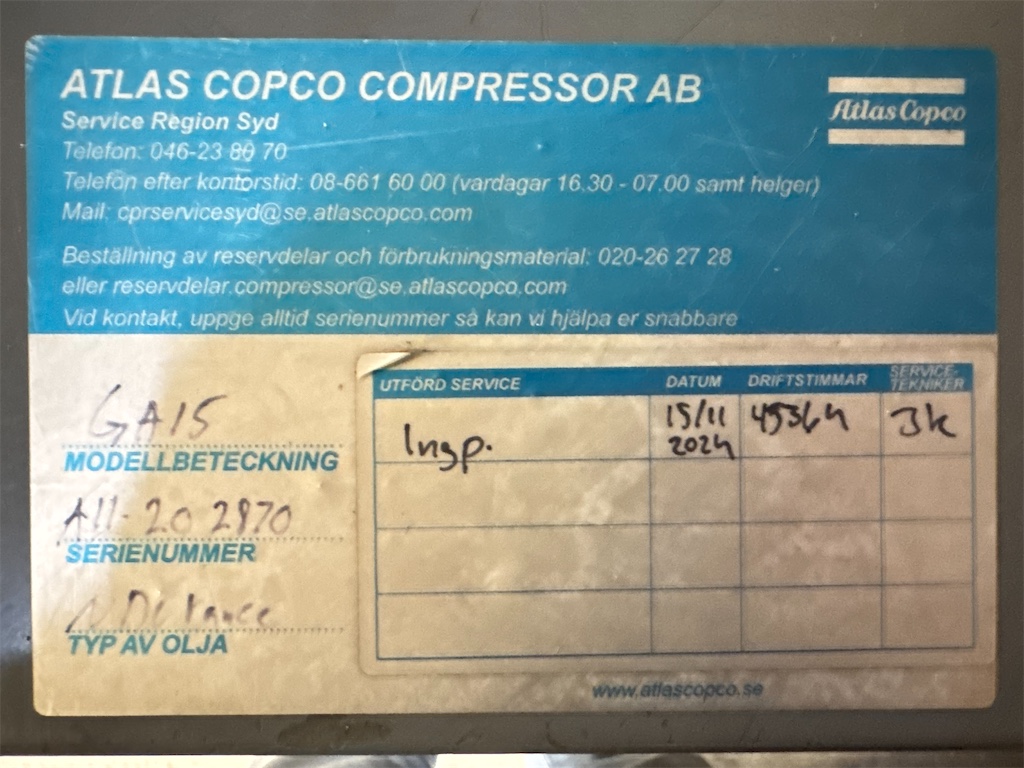 ATLAS COPCO COMPRESSOR AB
Atlas Copco
Service Region Syd
Telefon: 046-23 80 70
Telefon efter kontorstid: 08-661 60 00 (vardagar 16.30 - 07.00 samt helger)
Mail: cprservicesyd@se.atlascopco.com
Beställning av reservdelar och förbrukningsmaterial: 020-26 27 28
eller reservdelar.compressor@se.atlascopco.com
Vid kontakt, uppge alltid serienummer så kan vi hjälpa er snabbare
GA15
MODELLBETECKNING
AII-202970
SERIENUMMER
TYP AV OLJA
UTFÖRD SERVICE DATUM DRIFTSTIMMAR SERVICE-TEKNIKER
Insp. 15/11 2024 45364 JK
www.atlascopco.se